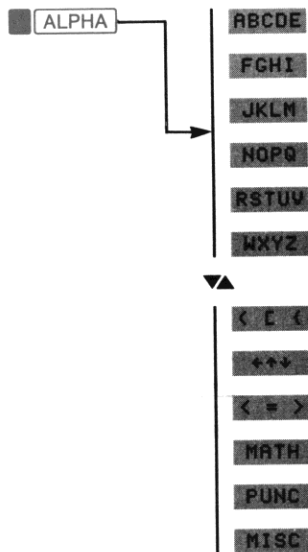 ALPHA
ABCDE
FGHI
JKLM
NOPQ
RSTUV
WXYZ
▼▲
( [ {
←↑↓
< = >
MATH
PUNC
MISC